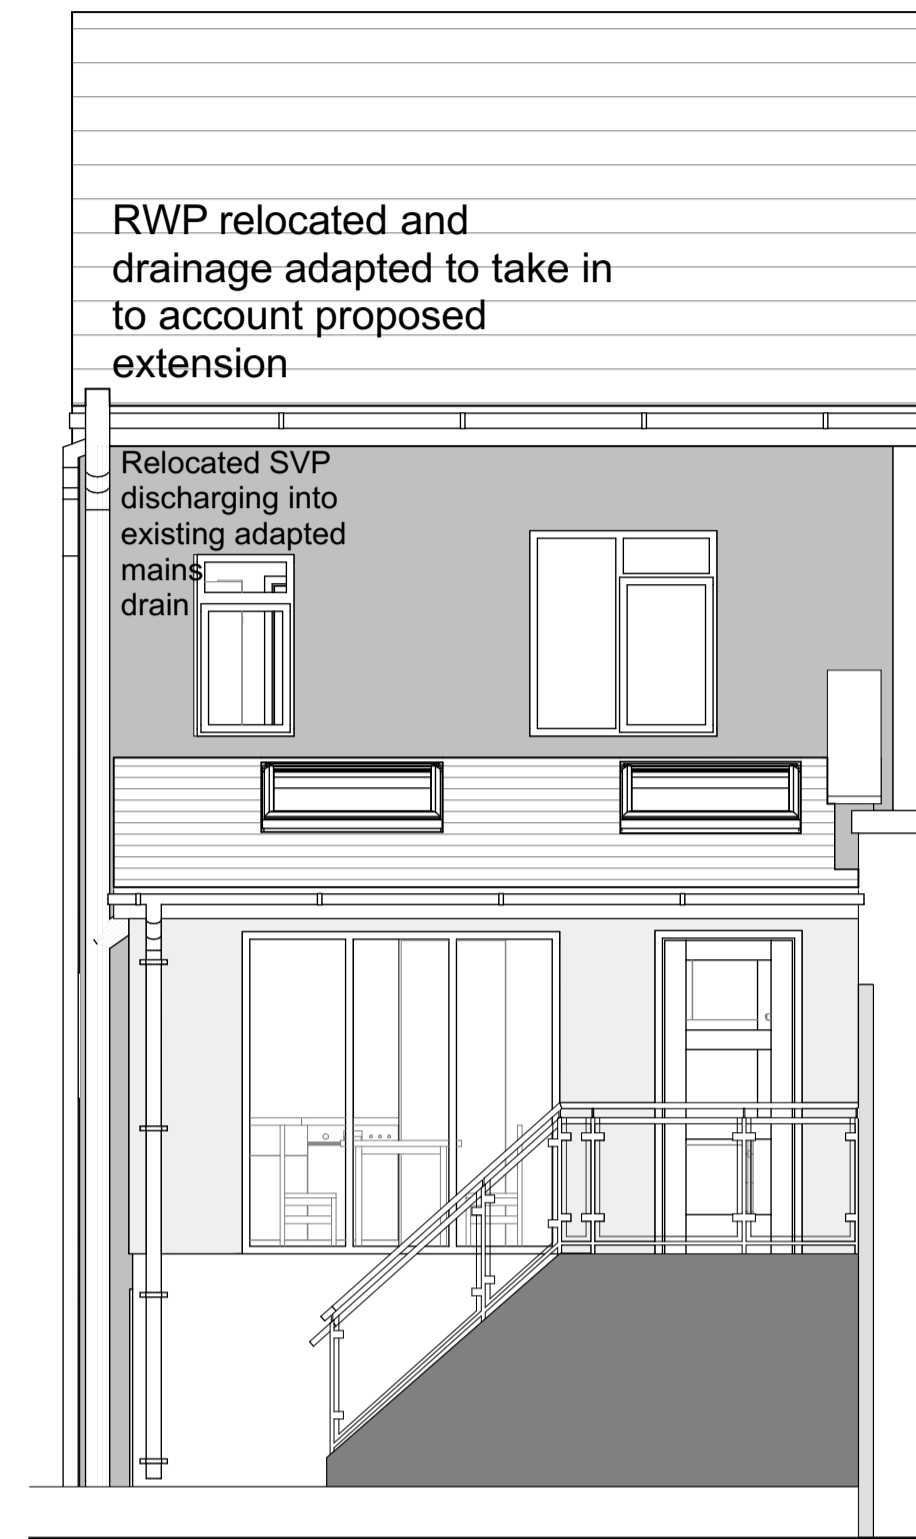 RWP relocated and
drainage adapted to take in
to account proposed
extension
Relocated SVP
discharging into
existing adapted
mains
drain